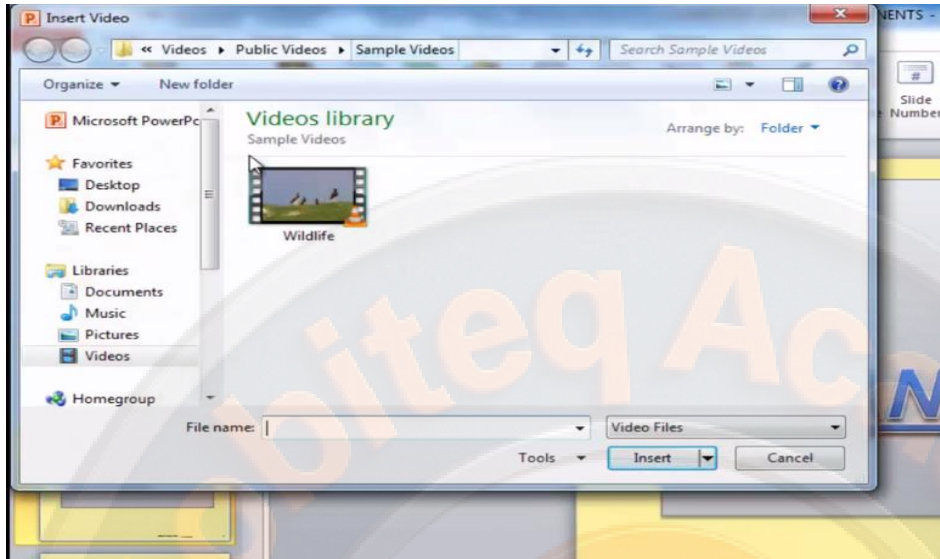 Insert Video
NENTS -
« Videos ▸ Public Videos ▸ Sample Videos
Search Sample Videos
Organize
New folder
Slide
Number
Microsoft PowerPo
Videos library
Sample Videos
Arrange by: Folder
Favorites
Desktop
Downloads
Recent Places
Wildlife
Libraries
Documents
Music
Pictures
Videos
Homegroup
File name:
Video Files
Tools
Insert
Cancel
obiteq Ac
N